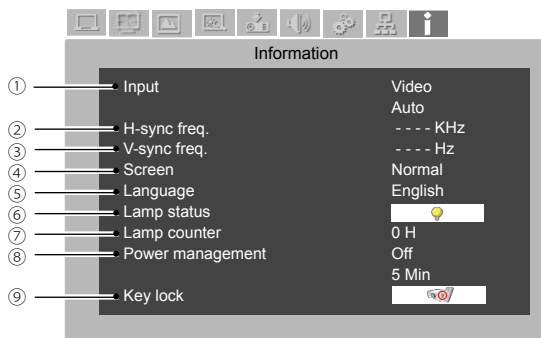 Information
① Input Video
Auto
② H-sync freq. - - - - KHz
③ V-sync freq. - - - - Hz
④ Screen Normal
⑤ Language English
⑥ Lamp status
⑦ Lamp counter 0 H
⑧ Power management Off
5 Min
⑨ Key lock